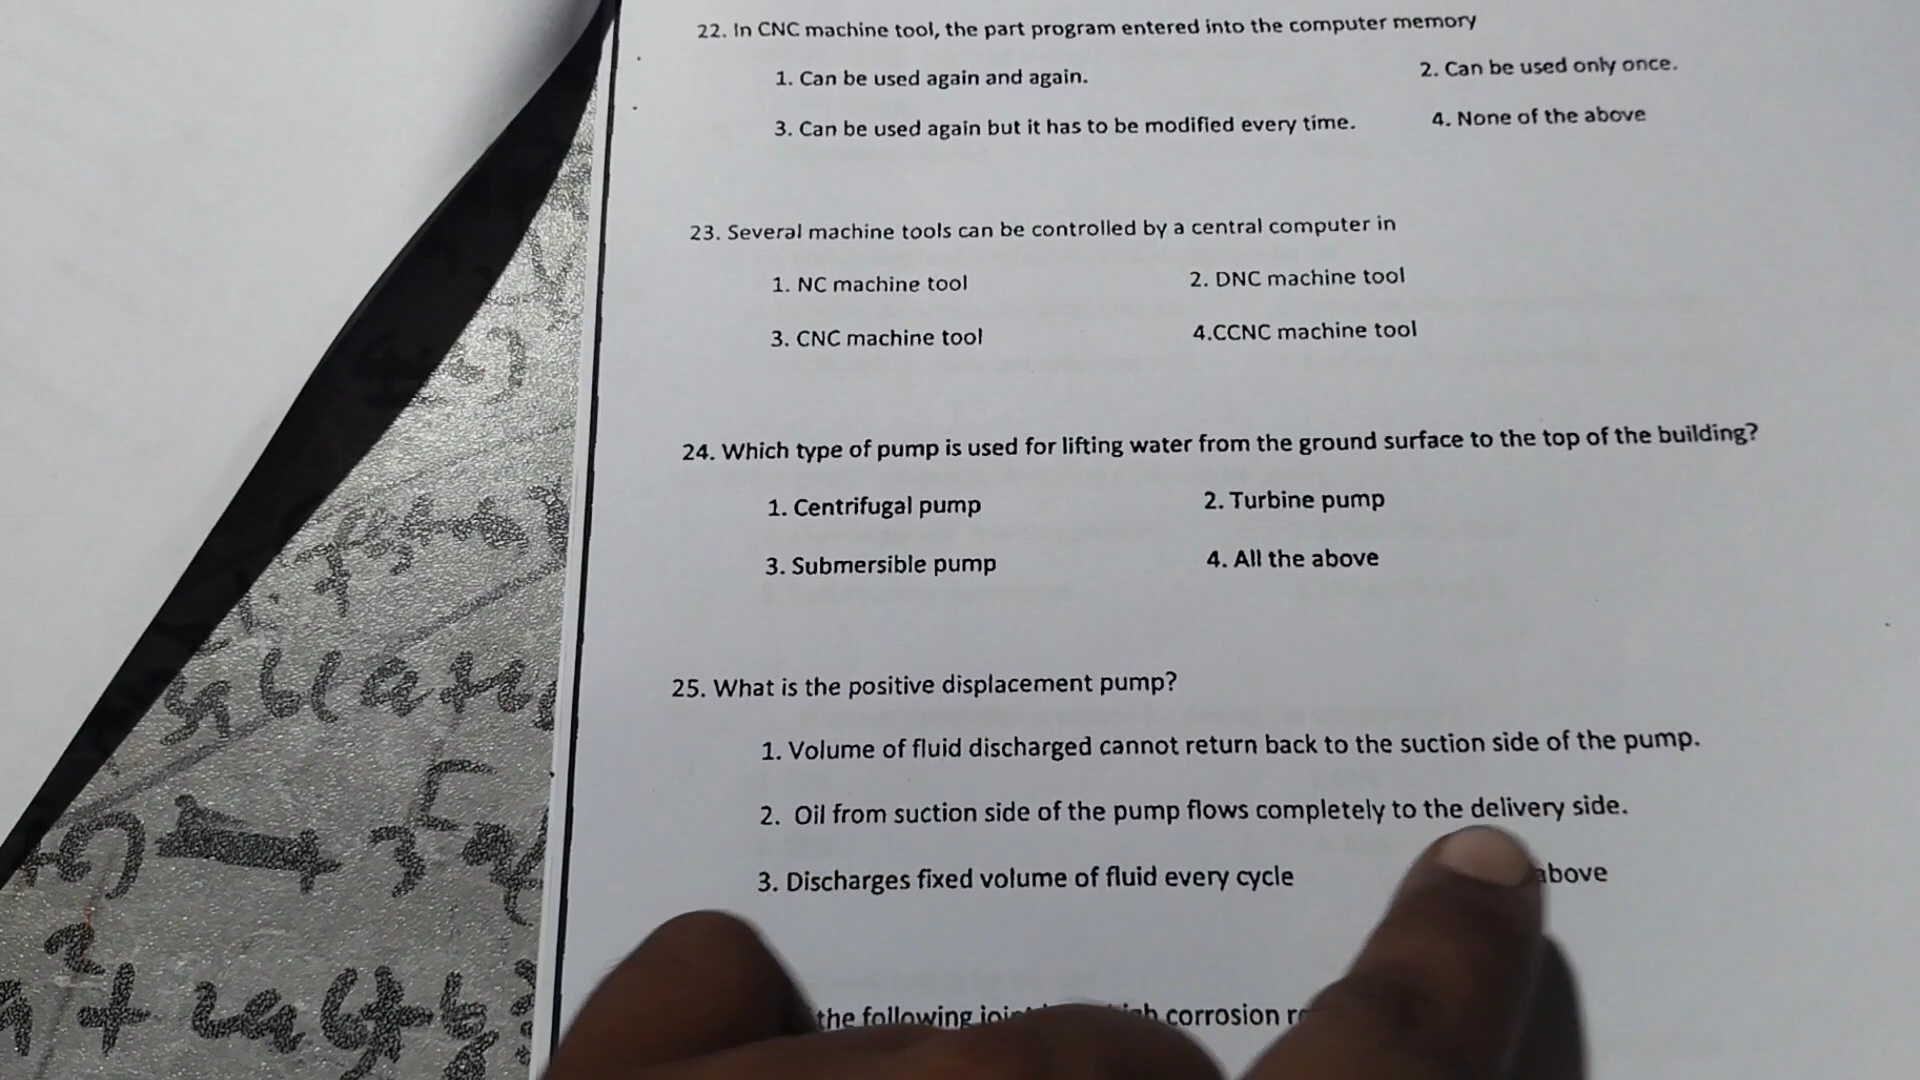 22. In CNC machine tool, the part program entered into the computer memory
1. Can be used again and again. 2. Can be used only once.
3. Can be used again but it has to be modified every time. 4. None of the above
23. Several machine tools can be controlled by a central computer in
1. NC machine tool 2. DNC machine tool
3. CNC machine tool 4.CCNC machine tool
24. Which type of pump is used for lifting water from the ground surface to the top of the building?
1. Centrifugal pump 2. Turbine pump
3. Submersible pump 4. All the above
25. What is the positive displacement pump?
1. Volume of fluid discharged cannot return back to the suction side of the pump.
2. Oil from suction side of the pump flows completely to the delivery side.
3. Discharges fixed volume of fluid every cycle above
the following corrosion